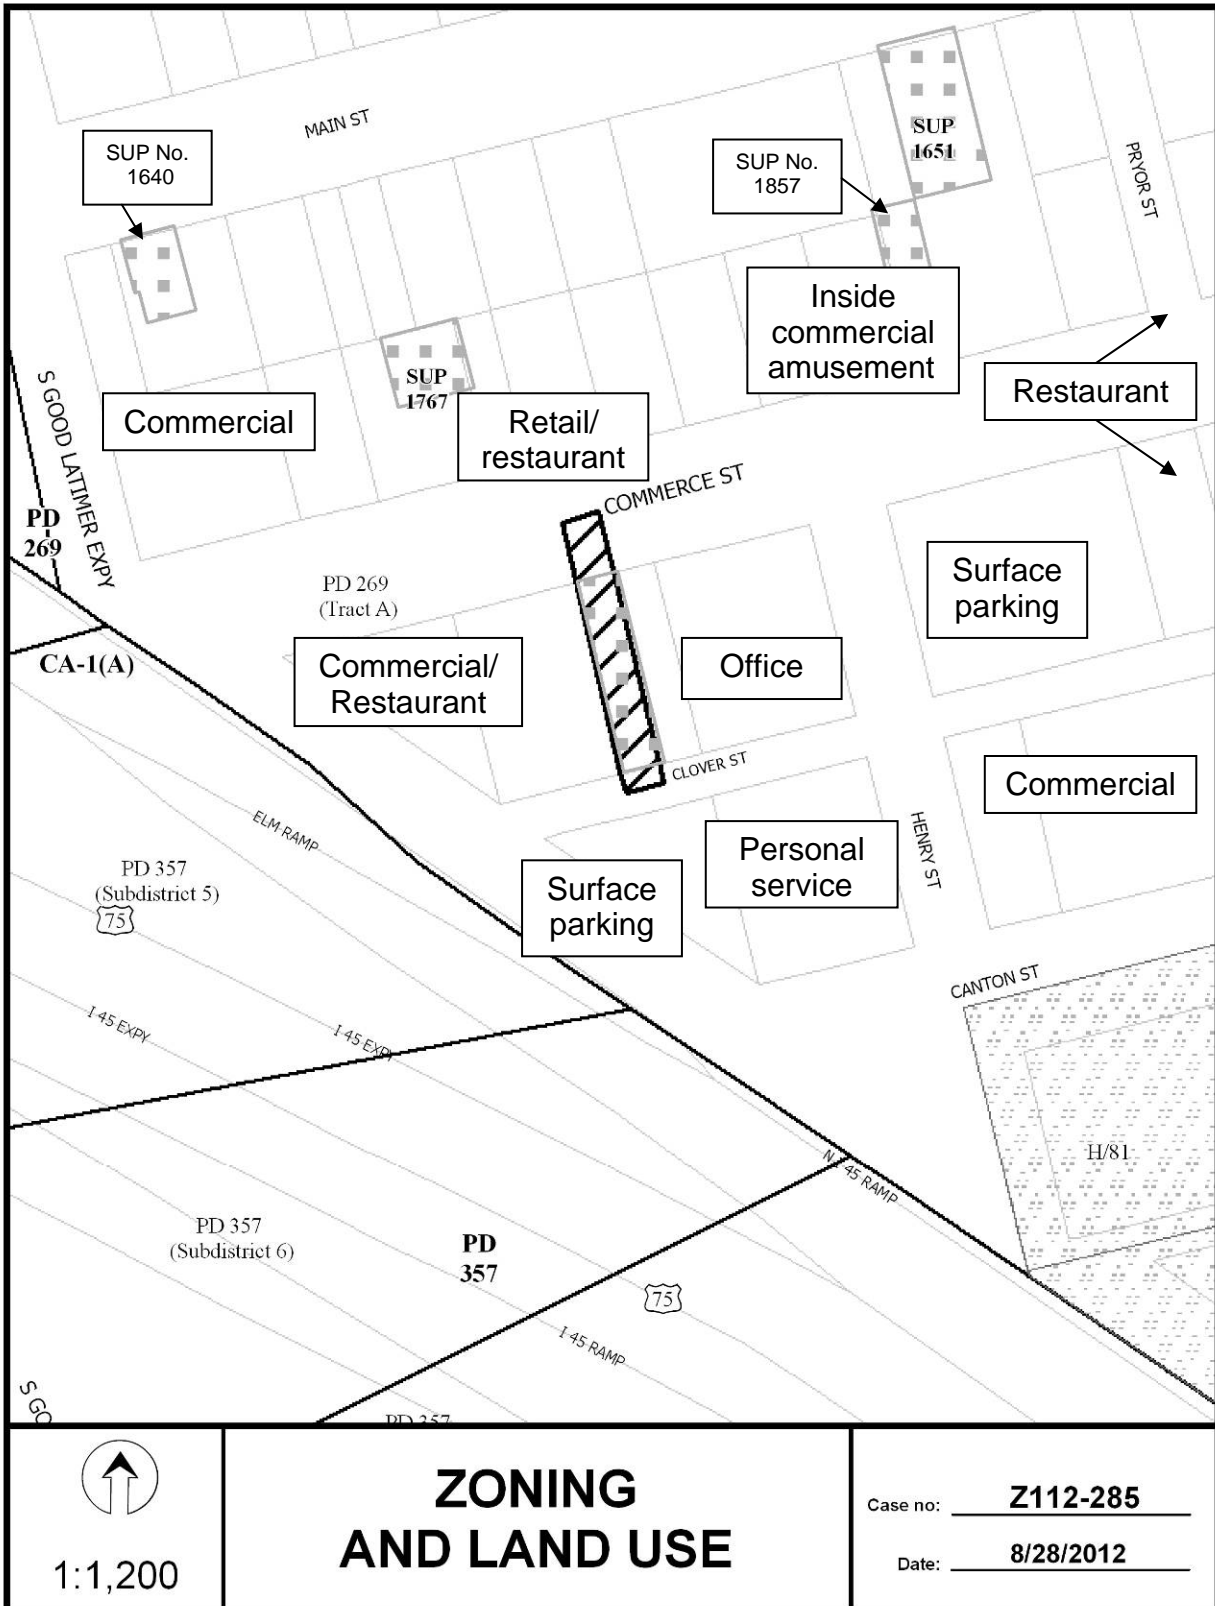 MAIN ST
SUP No.
1640
SUP No.
1857
SUP
1651
PRYOR ST
Inside
commercial
amusement
Restaurant
S GOOD LATIMER EXPY
Commercial
SUP
1767
Retail/
restaurant
COMMERCE ST
PD
269
PD 269
(Tract A)
Surface
parking
CA-1(A)
Commercial/
Restaurant
Office
CLOVER ST
Commercial
ELM RAMP
HENRY ST
Personal
service
PD 357
(Subdistrict 5)
75
Surface
parking
CANTON ST
I 45 EXPY
I 45 EXPY
H/81
N I 45 RAMP
PD 357
(Subdistrict 6)
PD
357
75
I 45 RAMP
S GO
PD 357
1:1,200
ZONING
AND LAND USE
Case no: Z112-285
Date: 8/28/2012